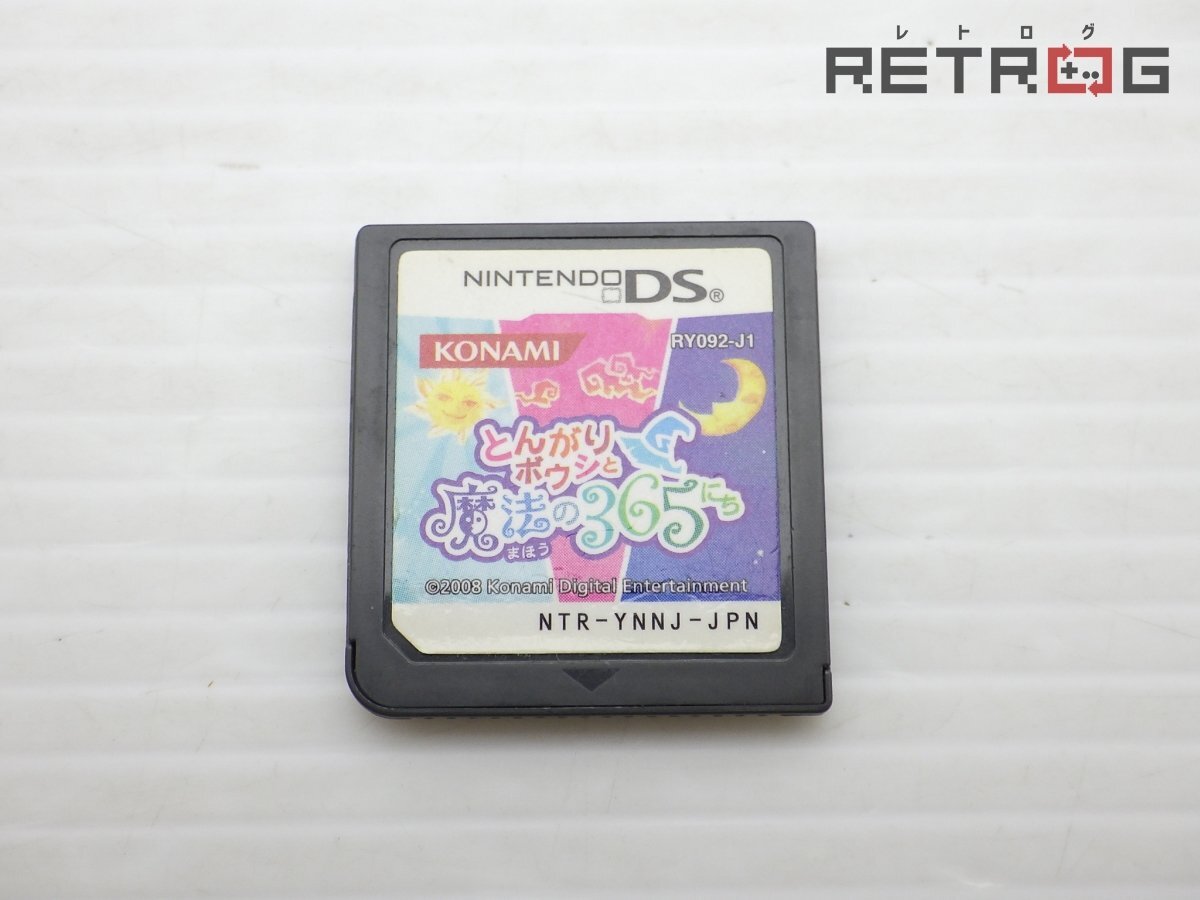 レトログ
RETROG
NINTENDO DS®
KONAMI
RY092-J1
とんがり
ボウシと
魔法の365にち
まほう
©2008 Konami Digital Entertainment
NTR-YNNJ-JPN